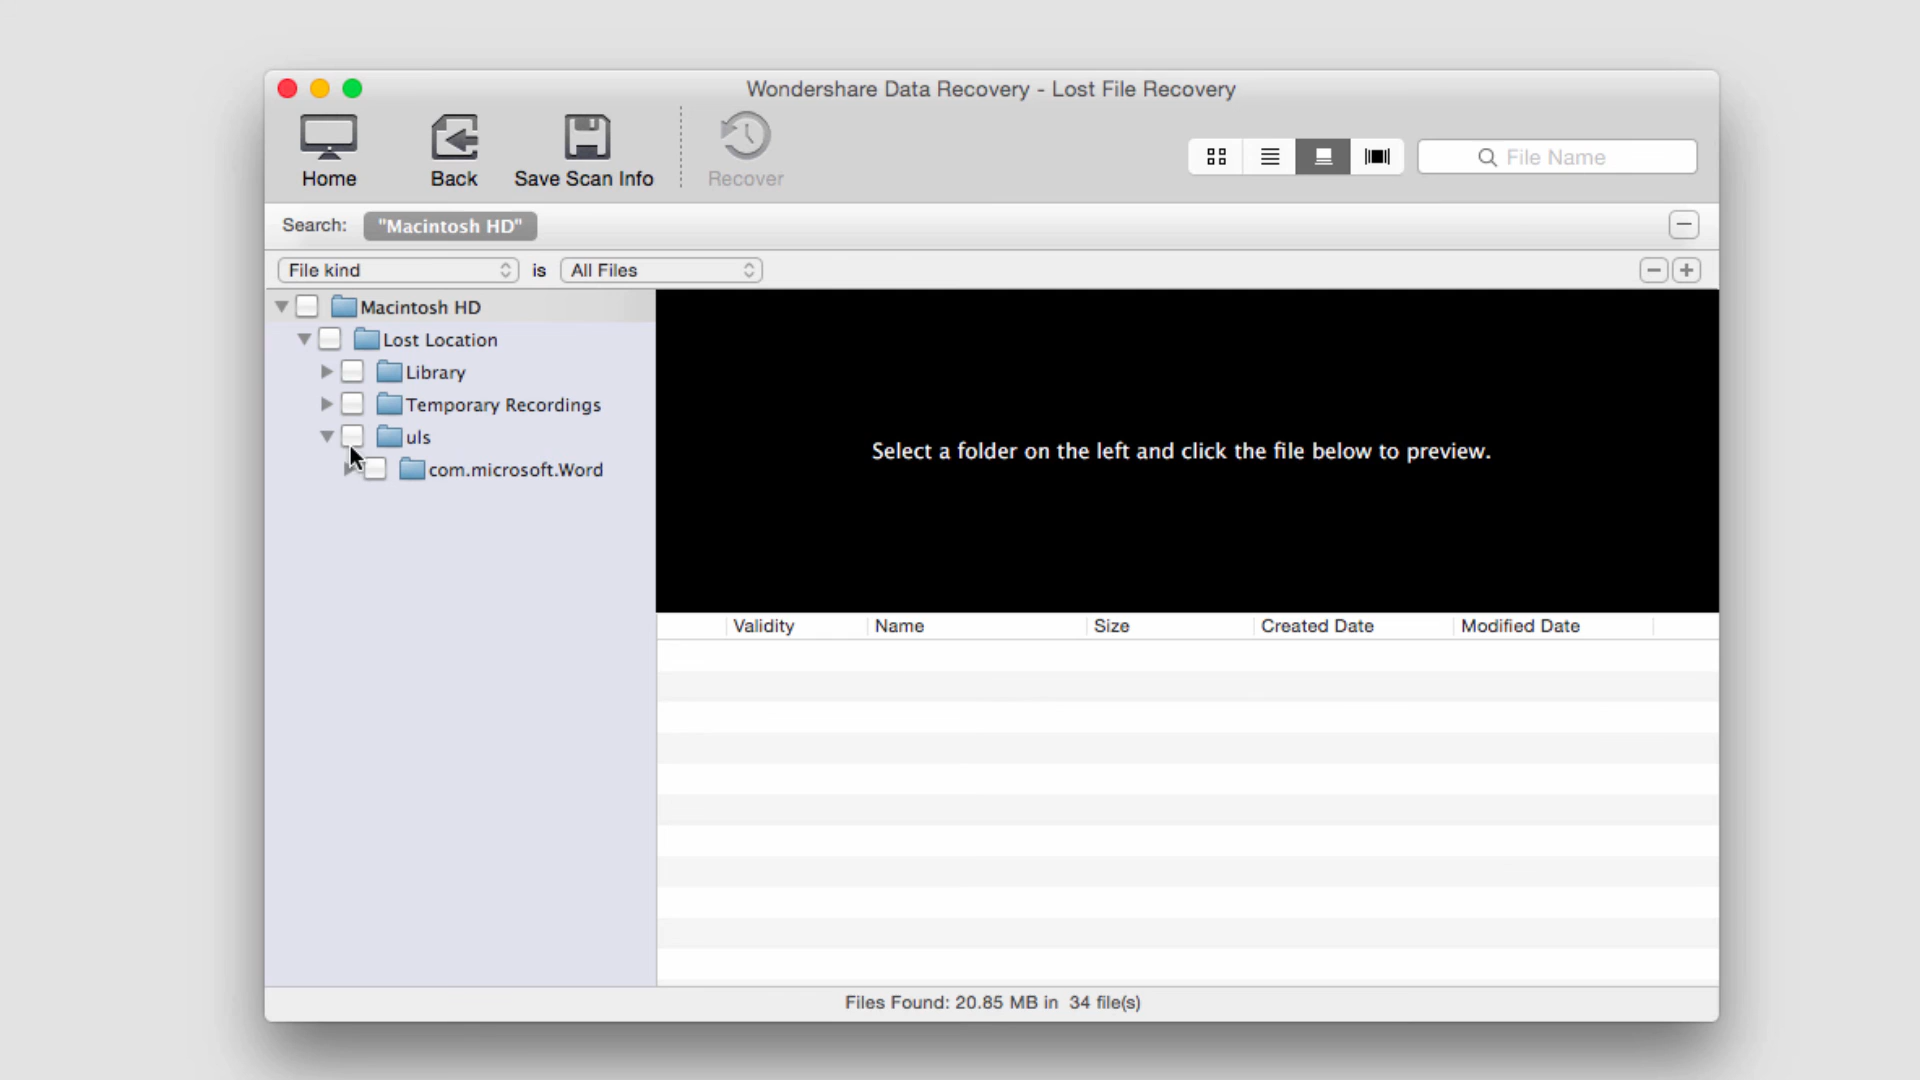 Wondershare Data Recovery - Lost File Recovery
Home Back Save Scan Info Recover File Name
Search: "Macintosh HD"
File kind is All Files
Macintosh HD
Lost Location
Library
Temporary Recordings
uls
com.microsoft.Word
Select a folder on the left and click the file below to preview.
Validity Name Size Created Date Modified Date
Files Found: 20.85 MB in 34 file(s)